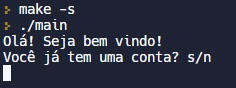 > make -s
> ./main
Olá! Seja bem vindo!
Você já tem uma conta? s/n